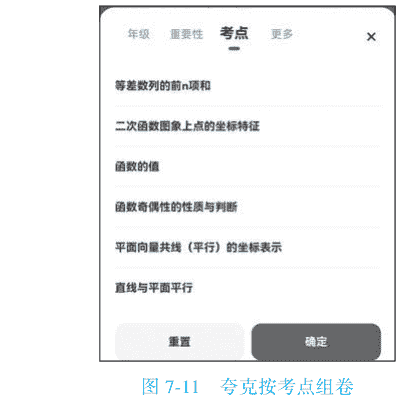 年级 重要性 考点 更多 ×
等差数列的前n项和
二次函数图象上点的坐标特征
函数的值
函数奇偶性的性质与判断
平面向量共线（平行）的坐标表示
直线与平面平行
重置 确定
图 7-11 夸克按考点组卷